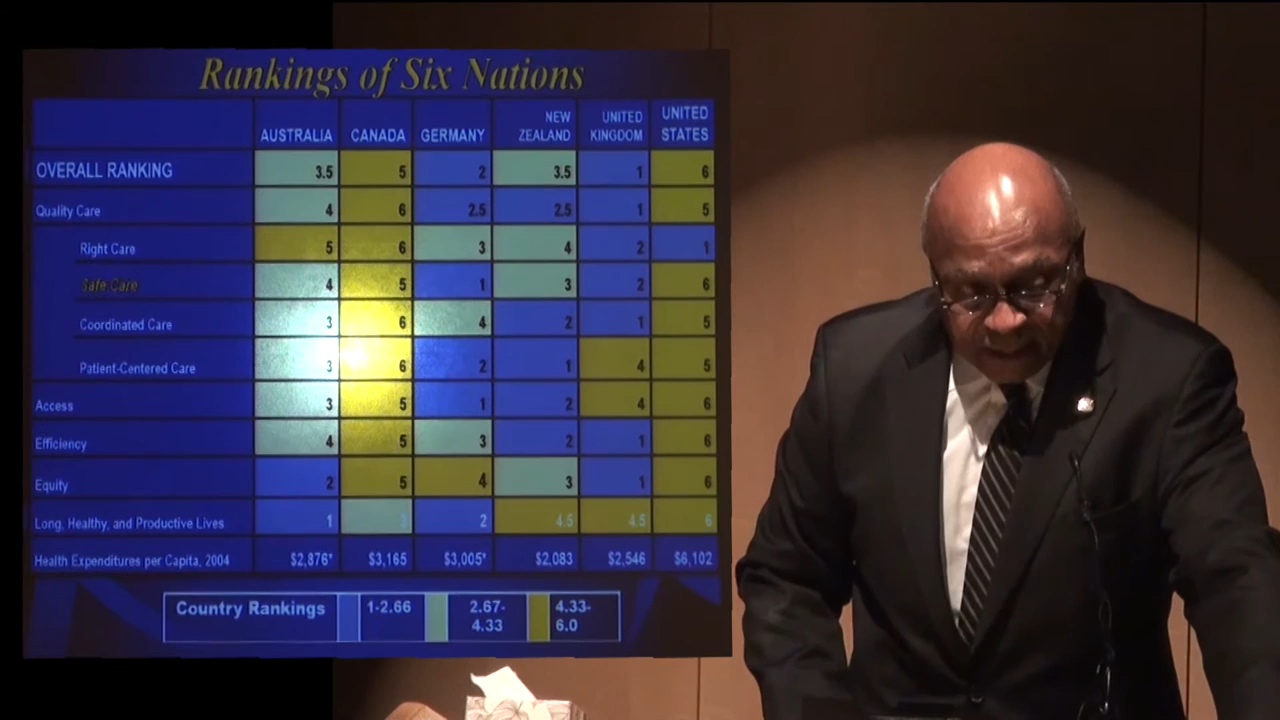 Rankings of Six Nations
AUSTRALIA CANADA GERMANY NEW ZEALAND UNITED KINGDOM UNITED STATES
OVERALL RANKING 3.5 5 2 3.5 1 6
Quality Care 4 6 2.5 2.5 1 5
Right Care 5 6 3 4 2 1
Safe Care 4 5 1 3 2 6
Coordinated Care 3 6 4 2 1 5
Patient-Centered Care 3 6 2 1 4 5
Access 3 5 1 2 4 6
Efficiency 4 5 3 2 1 6
Equity 2 5 4 3 1 6
Long, Healthy, and Productive Lives 1 3 2 4.5 4.5 6
Health Expenditures per Capita, 2004 $2,876* $3,165 $3,005* $2,083 $2,546 $6,102
Country Rankings 1-2.66 2.67-4.33 4.33-6.0